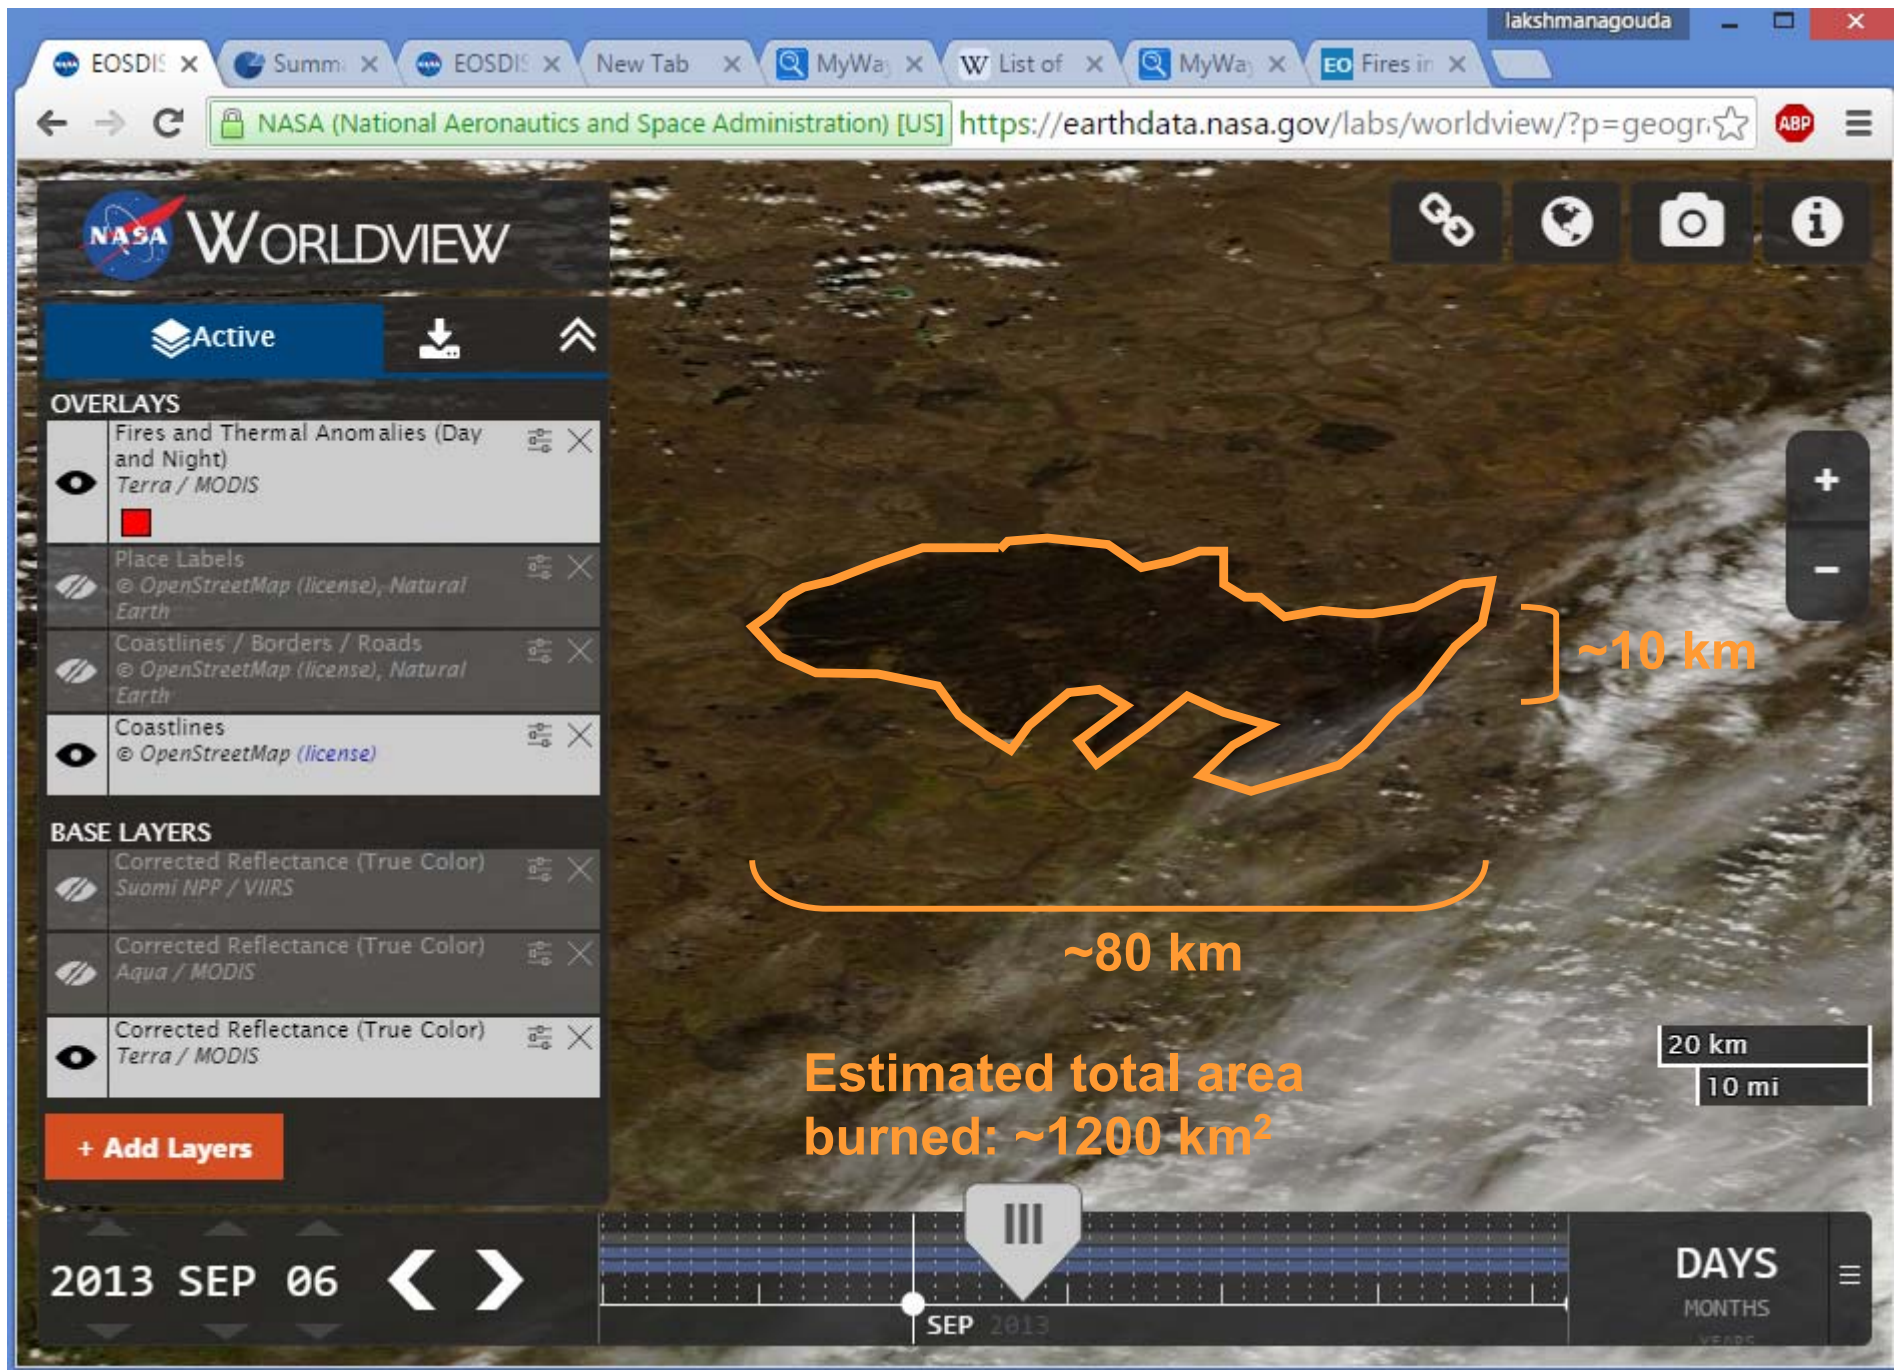 lakshmanagouda
EOSDIS
Summ
EOSDIS
New Tab
MyWay
List of
MyWay
EO Fires in
NASA (National Aeronautics and Space Administration) [US] https://earthdata.nasa.gov/labs/worldview/?p=geogr
ABP
NASA WORLDVIEW
Active
OVERLAYS
Fires and Thermal Anomalies (Day
and Night)
Terra / MODIS
Place Labels
© OpenStreetMap (license), Natural
Earth
Coastlines / Borders / Roads
© OpenStreetMap (license), Natural
Earth
Coastlines
© OpenStreetMap (license)
BASE LAYERS
Corrected Reflectance (True Color)
Suomi NPP / VIIRS
Corrected Reflectance (True Color)
Aqua / MODIS
Corrected Reflectance (True Color)
Terra / MODIS
+ Add Layers
+
−
~10 km
~80 km
Estimated total area
burned: ~1200 km²
20 km
10 mi
2013 SEP 06
SEP 2013
DAYS
MONTHS
YEARS